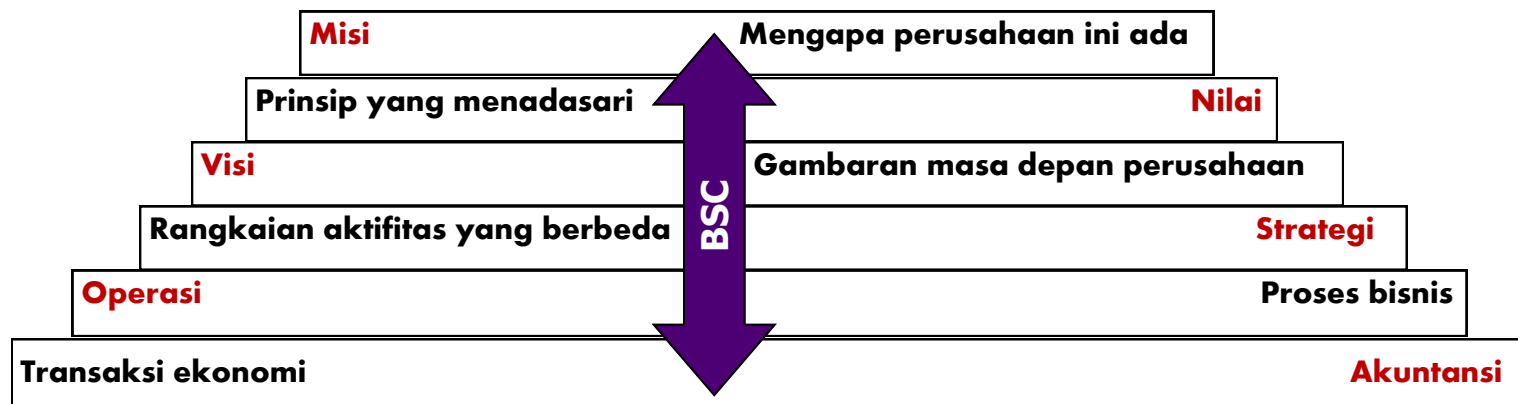 Misi Mengapa perusahaan ini ada
Prinsip yang menadasari Nilai
Visi Gambaran masa depan perusahaan
Rangkaian aktifitas yang berbeda Strategi
Operasi Proses bisnis
Transaksi ekonomi Akuntansi
BSC